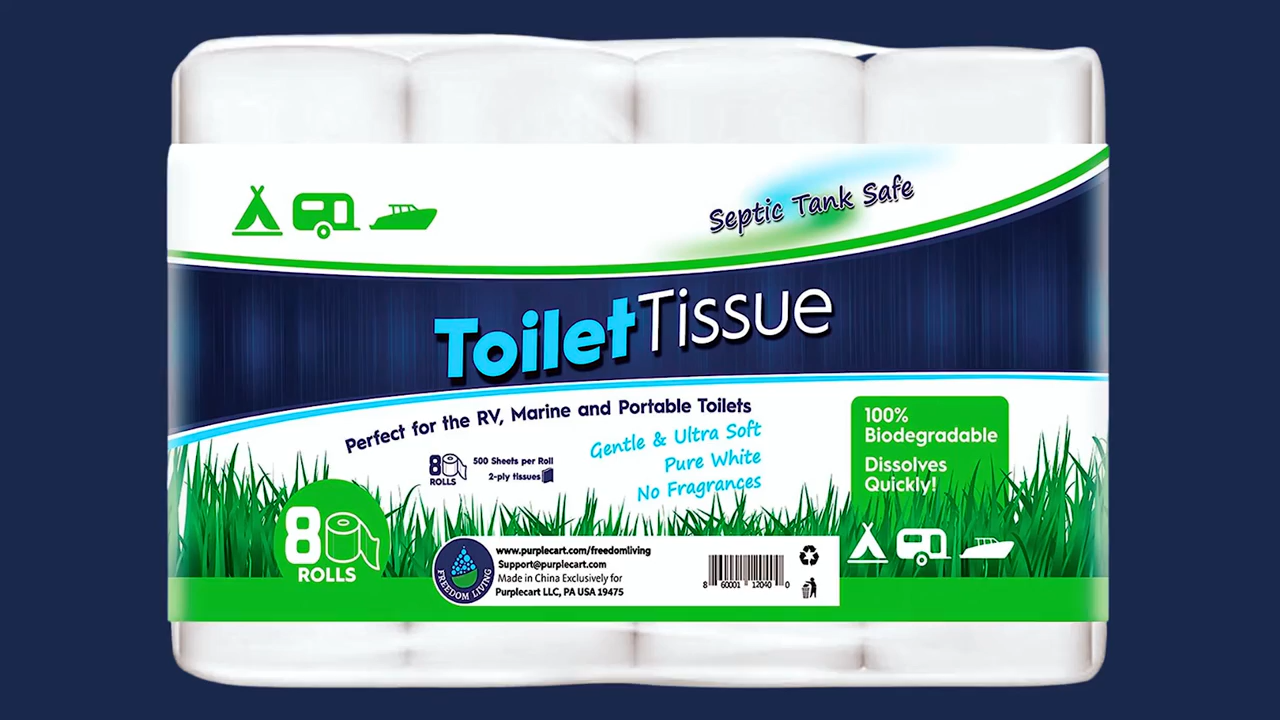 Septic Tank Safe
ToiletTissue
Perfect for the RV, Marine and Portable Toilets
Gentle & Ultra Soft
Pure White
No Fragrances
8
ROLLS
500 Sheets per Roll
2-ply tissues
100%
Biodegradable
Dissolves
Quickly!
8
ROLLS
FREEDOM LIVING
www.purplecart.com/freedomliving
Support@purplecart.com
Made in China Exclusively for
Purplecart LLC, PA USA 19475
8 60001 12040 0